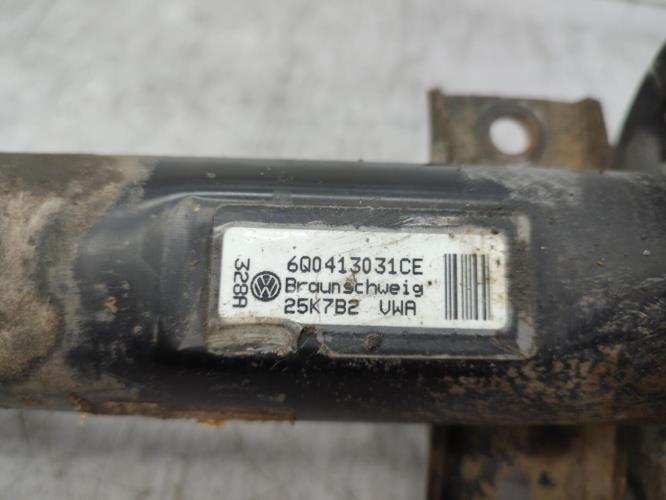 6Q0413031CE
Braunschweig
25K7B2 VWA
328A